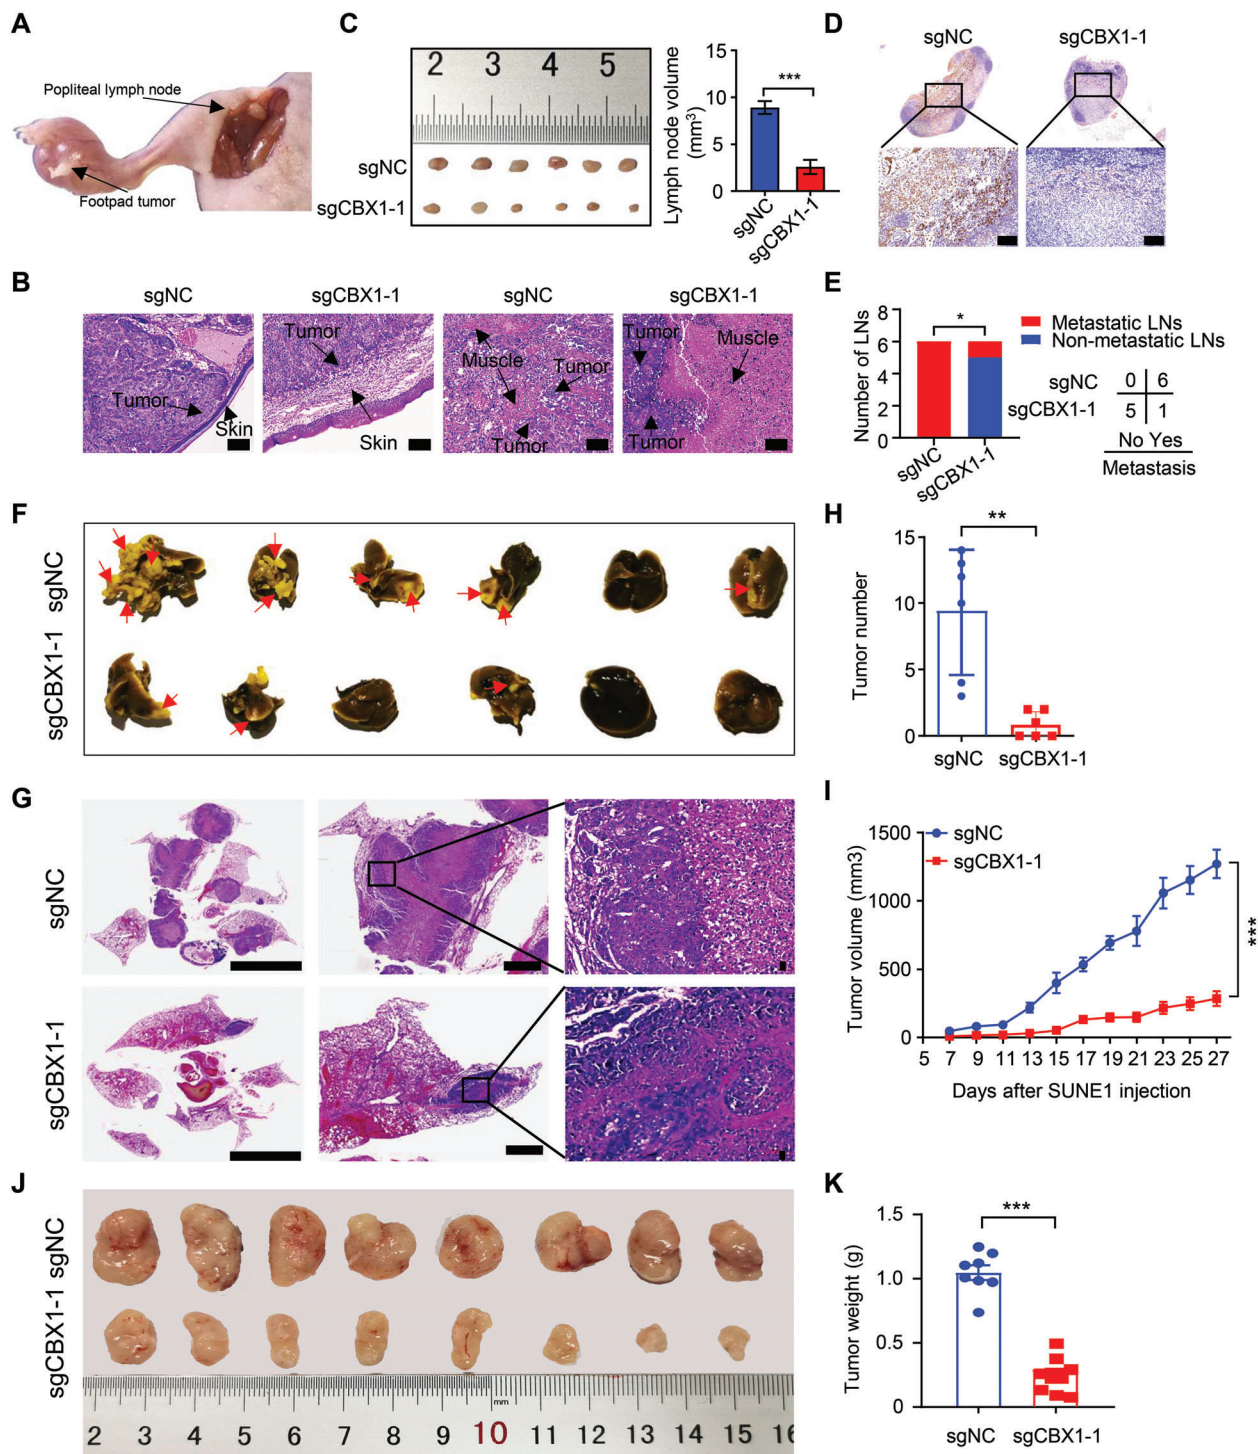 A
Popliteal lymph node
Footpad tumor
C
2 3 4 5
sgNC
sgCBX1-1
Lymph node volume
(mm³)
15
10
5
0
***
sgNC
sgCBX1-1
D
sgNC
sgCBX1-1
B
sgNC
sgCBX1-1
sgNC
sgCBX1-1
Tumor
Skin
Tumor
Skin
Muscle
Tumor
Tumor
Tumor
Muscle
Tumor
E
Number of LNs
8
6
4
2
0
*
sgNC
sgCBX1-1
Metastatic LNs
Non-metastatic LNs
sgNC 0 6
sgCBX1-1 5 1
No Yes
Metastasis
F
sgNC
sgCBX1-1
H
Tumor number
15
10
5
0
**
sgNC
sgCBX1-1
G
sgNC
sgCBX1-1
I
Tumor volume (mm3)
1500
1000
500
0
sgNC
sgCBX1-1
***
5 7 9 11 13 15 17 19 21 23 25 27
Days after SUNE1 injection
J
sgNC
sgCBX1-1
mm
2 3 4 5 6 7 8 9 10 11 12 13 14 15 16
K
Tumor weight (g)
1.5
1.0
0.5
0
***
sgNC
sgCBX1-1